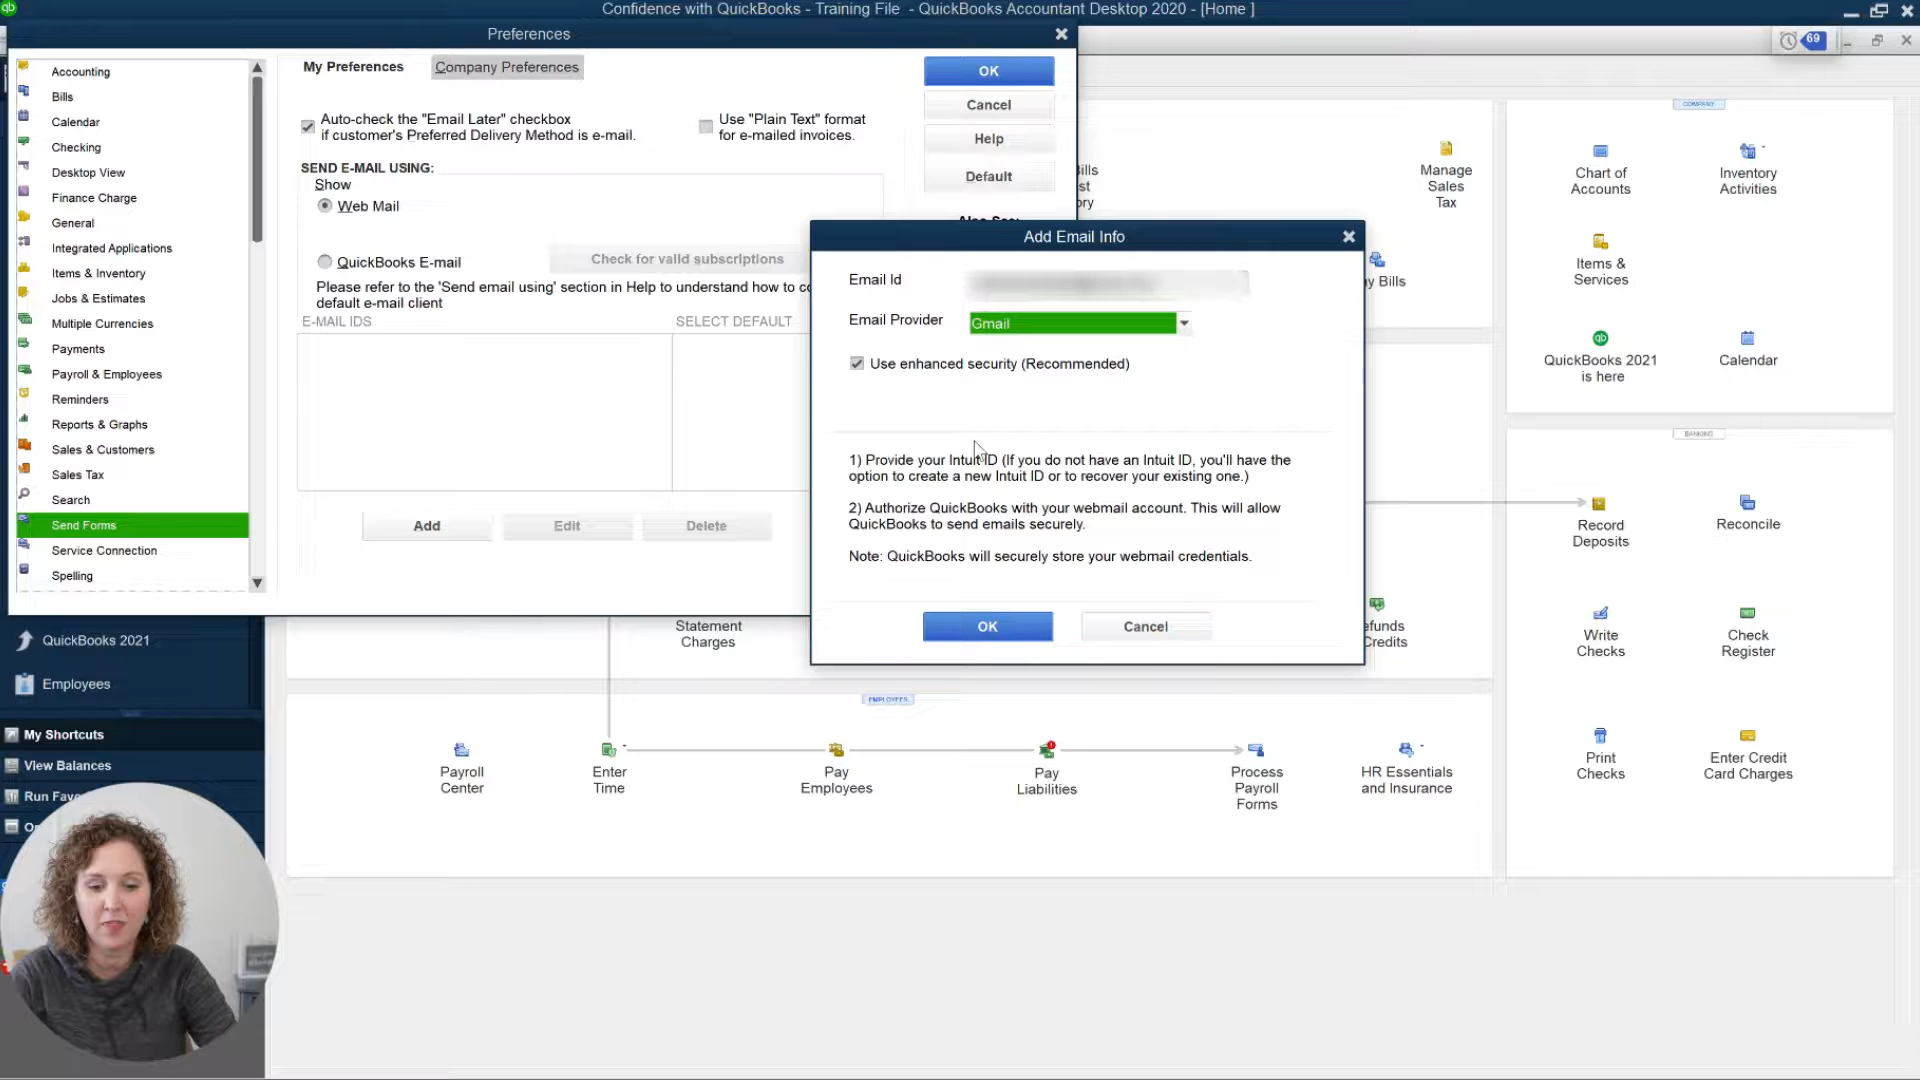 Confidence with QuickBooks - Training File - QuickBooks Accountant Desktop 2020 - [Home ]
Preferences
69
Accounting
Bills
Calendar
Checking
Desktop View
Finance Charge
General
Integrated Applications
Items & Inventory
Jobs & Estimates
Multiple Currencies
Payments
Payroll & Employees
Reminders
Reports & Graphs
Sales & Customers
Sales Tax
Search
Send Forms
Service Connection
Spelling
My Preferences
Company Preferences
Auto-check the "Email Later" checkbox
if customer's Preferred Delivery Method is e-mail.
Use "Plain Text" format
for e-mailed invoices.
SEND E-MAIL USING:
Show
Web Mail
QuickBooks E-mail
Check for valid subscriptions
Please refer to the 'Send email using' section in Help to understand how to
default e-mail client
E-MAIL IDS
SELECT DEFAULT
Add
Edit
Delete
OK
Cancel
Help
Default
Also See:
Add Email Info
Email Id
Email Provider
Gmail
Use enhanced security (Recommended)
1) Provide your Intuit ID (If you do not have an Intuit ID, you'll have the
option to create a new Intuit ID or to recover your existing one.)
2) Authorize QuickBooks with your webmail account. This will allow
QuickBooks to send emails securely.
Note: QuickBooks will securely store your webmail credentials.
OK
Cancel
Manage
Sales
Tax
Bills
COMPANY
Chart of
Accounts
Inventory
Activities
Items &
Services
QuickBooks 2021
is here
Calendar
BANKING
Record
Deposits
Reconcile
Write
Checks
Check
Register
Print
Checks
Enter Credit
Card Charges
Statement
Charges
Credits
EMPLOYEES
Payroll
Center
Enter
Time
Pay
Employees
Pay
Liabilities
Process
Payroll
Forms
HR Essentials
and Insurance
QuickBooks 2021
Employees
My Shortcuts
View Balances
Run